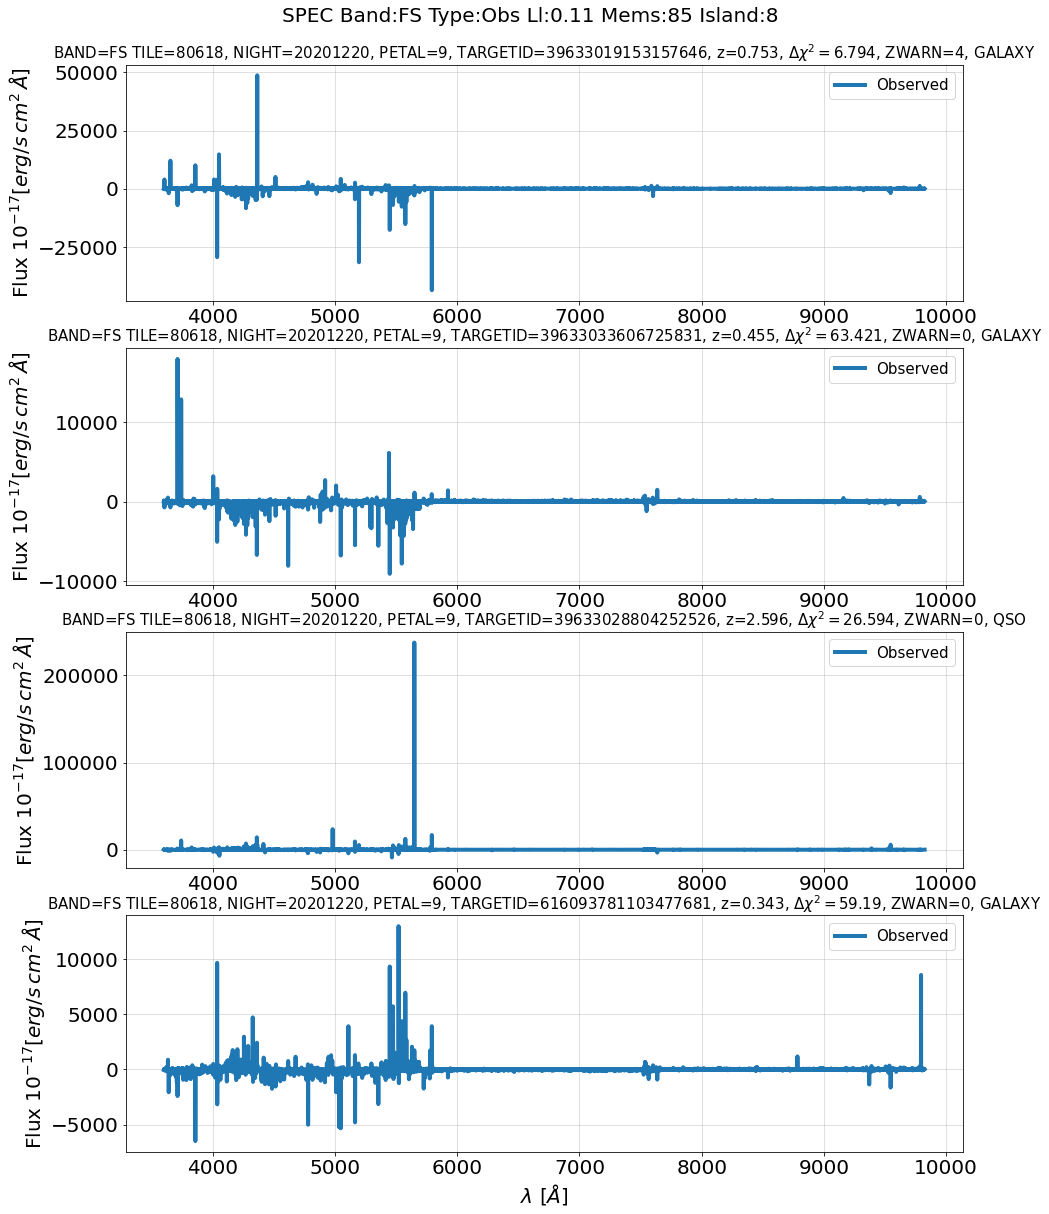 SPEC Band:FS Type:Obs Ll:0.11 Mems:85 Island:8
BAND=FS TILE=80618, NIGHT=20201220, PETAL=9, TARGETID=39633019153157646, z=0.753, Δχ² = 6.794, ZWARN=4, GALAXY
Flux 10⁻¹⁷[erg/s cm² Å]
50000
25000
0
−25000
Observed
4000 5000 6000 7000 8000 9000 10000
BAND=FS TILE=80618, NIGHT=20201220, PETAL=9, TARGETID=39633033606725831, z=0.455, Δχ² = 63.421, ZWARN=0, GALAXY
Flux 10⁻¹⁷[erg/s cm² Å]
10000
0
−10000
Observed
4000 5000 6000 7000 8000 9000 10000
BAND=FS TILE=80618, NIGHT=20201220, PETAL=9, TARGETID=39633028804252526, z=2.596, Δχ² = 26.594, ZWARN=0, QSO
Flux 10⁻¹⁷[erg/s cm² Å]
200000
100000
0
Observed
4000 5000 6000 7000 8000 9000 10000
BAND=FS TILE=80618, NIGHT=20201220, PETAL=9, TARGETID=616093781103477681, z=0.343, Δχ² = 59.19, ZWARN=0, GALAXY
Flux 10⁻¹⁷[erg/s cm² Å]
10000
5000
0
−5000
Observed
4000 5000 6000 7000 8000 9000 10000
λ [Å]